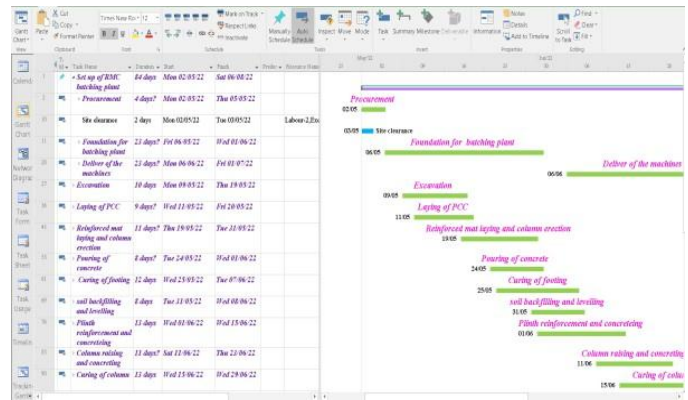 Cut
Copy
Format Painter
Paste
Gantt
Chart
Times New Ro
12
B I U
Mark on Track
Respect Links
Inactivate
Manually
Schedule
Auto
Schedule
Inspect Move Mode
Task Summary Milestone Deliverable
Information
Notes
Details
Add to Timeline
Scroll
to Task
Find
Clear
Fill
View Clipboard Font Schedule Tasks Insert Properties Editing
Task Name Duration Start Finish Resource Name
Set up of RMC
batching plant
84 days Mon 02/05/22 Sat 06/08/22
Procurement 4 days? Mon 02/05/22 Thu 05/05/22
Site clearance 2 days Mon 02/05/22 Tue 03/05/22 Labour-2,Ex
Foundation for
batching plant
23 days? Fri 06/05/22 Wed 01/06/22
Deliver of the
machines
23 days? Mon 06/06/22 Fri 01/07/22
Excavation 10 days Mon 09/05/22 Thu 19/05/22
Laying of PCC 9 days? Wed 11/05/22 Fri 20/05/22
Reinforced mat
laying and column
erection
11 days? Thu 19/05/22 Tue 31/05/22
Pouring of
concrete
8 days? Tue 24/05/22 Wed 01/06/22
Curing of footing 12 days Wed 25/05/22 Tue 07/06/22
soil backfilling
and levelling
8 days Tue 31/05/22 Wed 08/06/22
Plinth
reinforcement and
concreteing
13 days Wed 01/06/22 Wed 15/06/22
Column raising
and concreting
11 days? Sat 11/06/22 Thu 23/06/22
Curing of column 13 days Wed 15/06/22 Wed 29/06/22
Procurement
02/05
03/05 Site clearance
Foundation for batching plant
06/05
Deliver of the machines
06/06
Excavation
09/05
Laying of PCC
11/05
Reinforced mat laying and column erection
19/05
Pouring of concrete
24/05
Curing of footing
25/05
soil backfilling and levelling
31/05
Plinth reinforcement and concreteing
01/06
Column raising and concreting
11/06
Curing of colu
15/06
Gantt
Chart
Network
Diagra
Task
Form
Task
Sheet
Task
Usage
Timelin